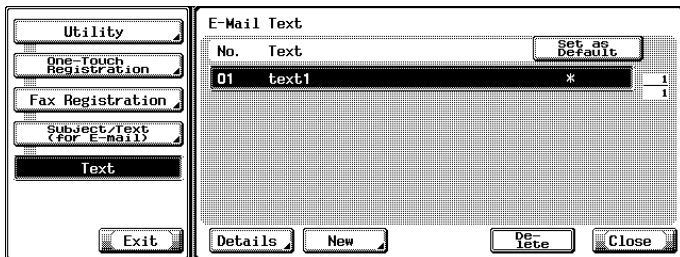 Utility
One-Touch
Registration
Fax Registration
Subject/Text
(for E-mail)
Text
Exit
E-Mail Text
No. Text
Set as
Default
01 text1 *
1
1
Details
New
De-
lete
Close